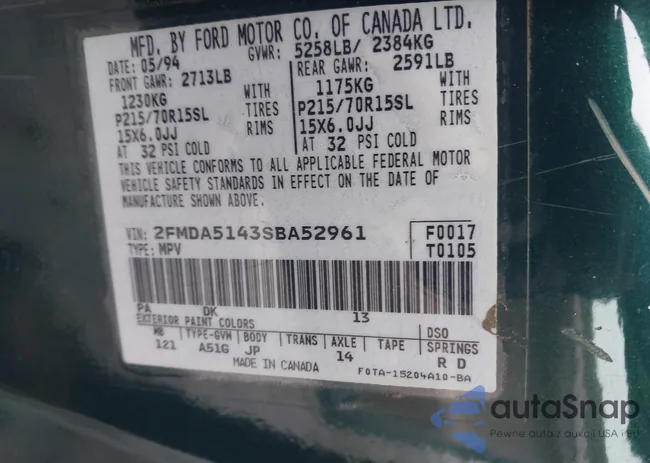 MFD. BY FORD MOTOR CO. OF CANADA LTD.
DATE: 05/94 GVWR: 5258LB/ 2384KG
FRONT GAWR: 2713LB REAR GAWR: 2591LB
1230KG WITH 1175KG WITH
P215/70R15SL TIRES P215/70R15SL TIRES
15X6.0JJ RIMS 15X6.0JJ RIMS
AT 32 PSI COLD AT 32 PSI COLD
THIS VEHICLE CONFORMS TO ALL APPLICABLE FEDERAL MOTOR
VEHICLE SAFETY STANDARDS IN EFFECT ON THE DATE OF
MANUFACTURE SHOWN ABOVE.
VIN: 2FMDA5143SBA52961 F0017
TYPE: MPV T0105
PA DK 13
EXTERIOR PAINT COLORS DSO
WB TYPE-GVW BODY TRANS AXLE TAPE SPRINGS
121 A51G JP 14 R D
MADE IN CANADA F0TA-15204A10-BA
autaSnap
Pewne auta z aukcji USA i EU